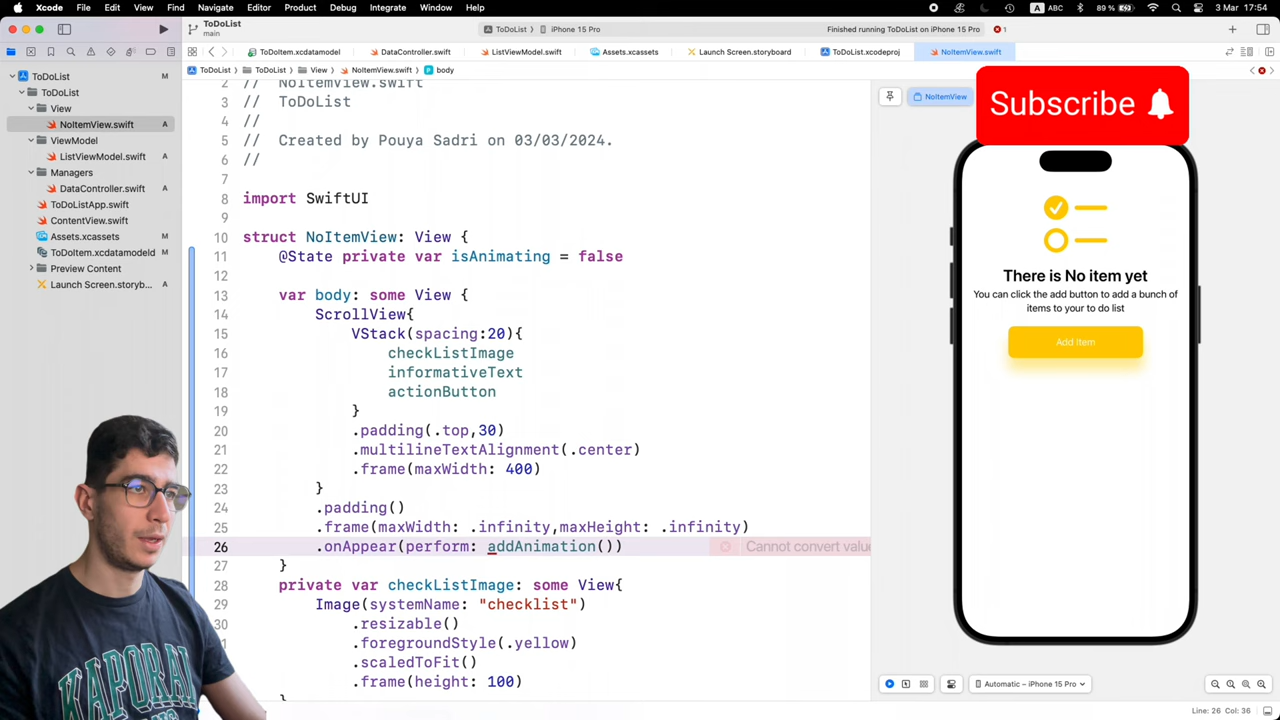 Xcode File Edit View Find Navigate Editor Product Debug Integrate Window Help A ABC 89 % 3 Mar 17:54
ToDoList
main
ToDoList iPhone 15 Pro Finished running ToDoList on iPhone 15 Pro 1
ToDoItem.xcdatamodel DataController.swift ListViewModel.swift Assets.xcassets Launch Screen.storyboard ToDoList.xcodeproj NoItemView.swift
ToDoList ToDoList View NoItemView.swift body
ToDoList M
ToDoList
View
NoItemView.swift A
ViewModel
ListViewModel.swift A
Managers
DataController.swift A
ToDoListApp.swift A
ContentView.swift A
Assets.xcassets M
ToDoItem.xcdatamodeld A
Preview Content
Launch Screen.storyb... A
2 // NoItemView.swift
3 // ToDoList
4 //
5 // Created by Pouya Sadri on 03/03/2024.
6 //
7
8 import SwiftUI
9
10 struct NoItemView: View {
11 @State private var isAnimating = false
12
13 var body: some View {
14 ScrollView{
15 VStack(spacing:20){
16 checkListImage
17 informativeText
18 actionButton
19 }
20 .padding(.top,30)
21 .multilineTextAlignment(.center)
22 .frame(maxWidth: 400)
23 }
24 .padding()
25 .frame(maxWidth: .infinity,maxHeight: .infinity)
26 .onAppear(perform: addAnimation()) Cannot convert value
27 }
28 private var checkListImage: some View{
29 Image(systemName: "checklist")
30 .resizable()
.foregroundStyle(.yellow)
32 .scaledToFit()
33 .frame(height: 100)
}
NoItemView
Subscribe
There is No item yet
You can click the add button to add a bunch of
items to your to do list
Add Item
Automatic – iPhone 15 Pro
Line: 26 Col: 36
KAPORAL